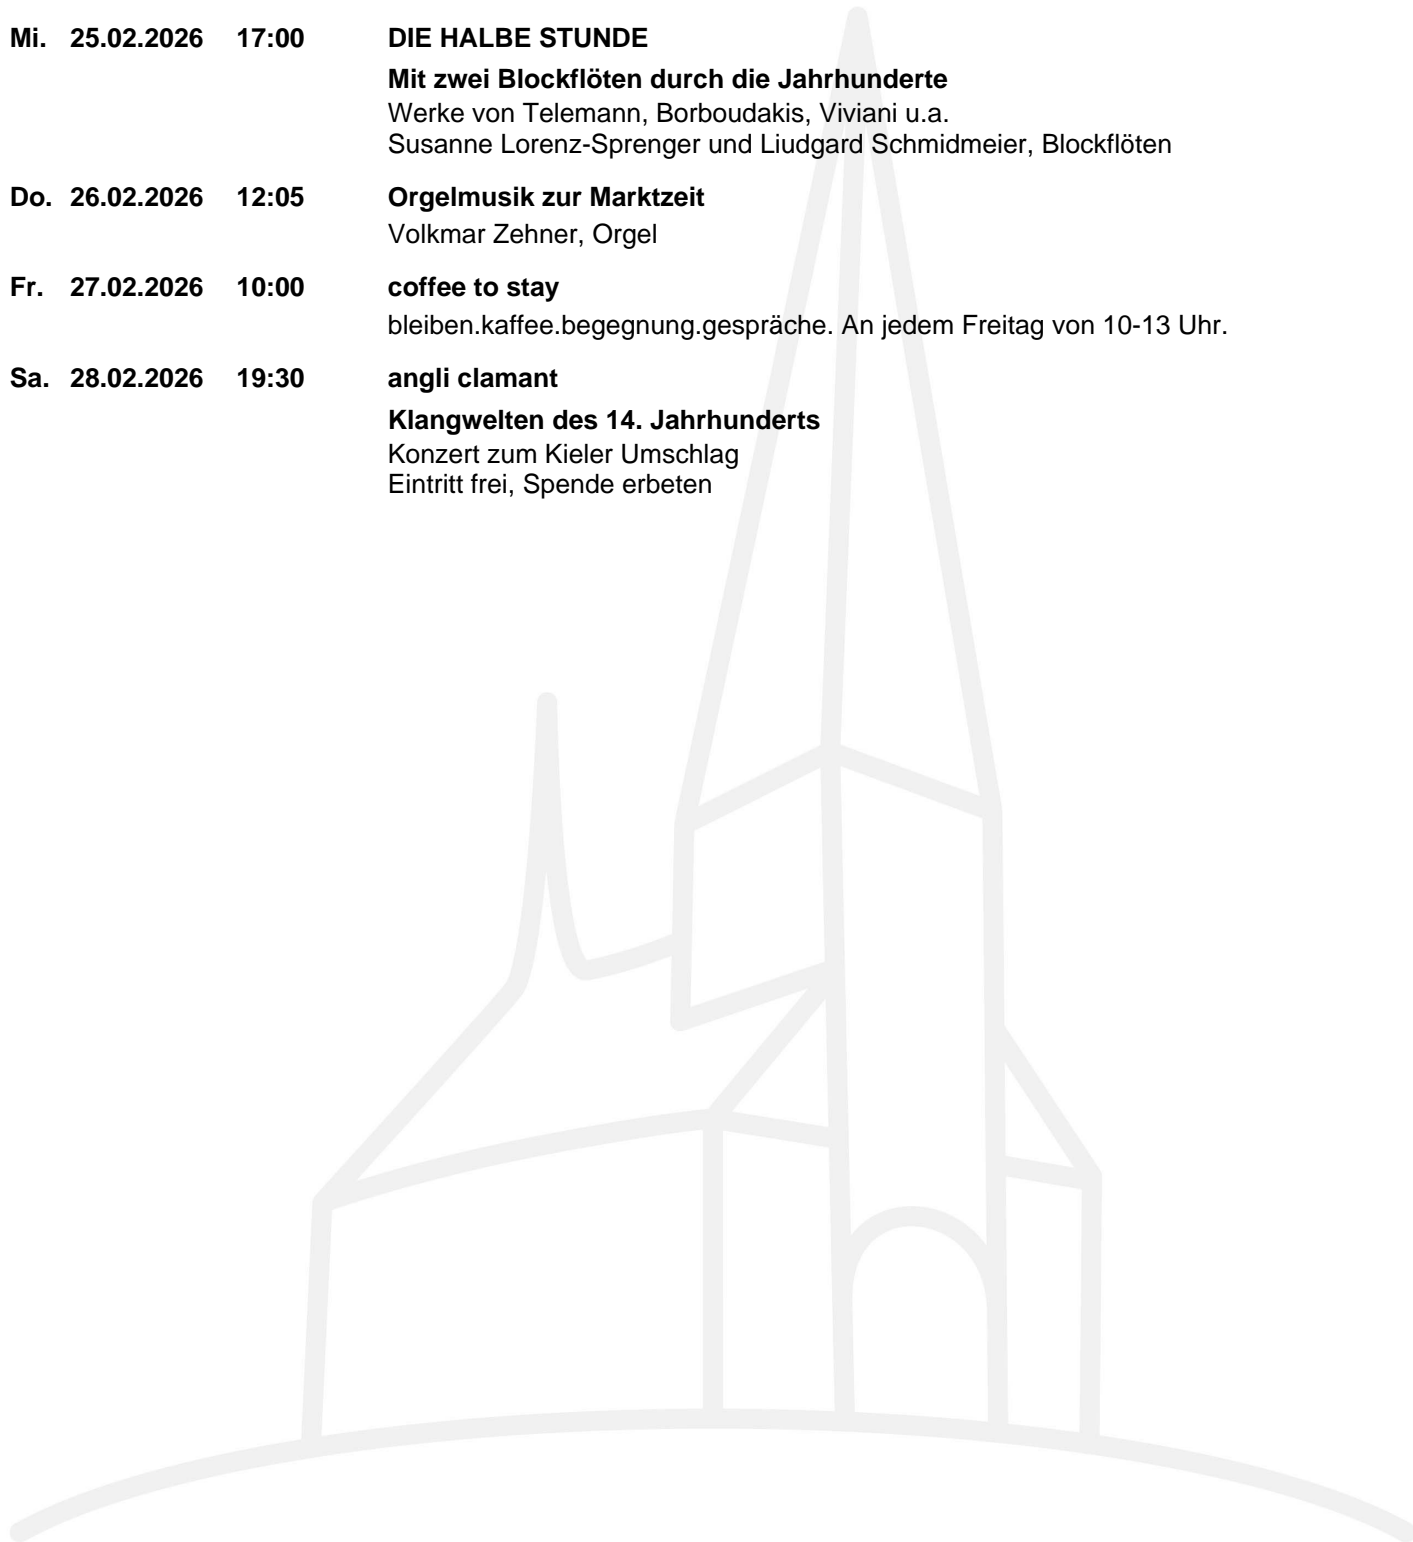 Mi. 25.02.2026 17:00 DIE HALBE STUNDE
Mit zwei Blockflöten durch die Jahrhunderte
Werke von Telemann, Borboudakis, Viviani u.a.
Susanne Lorenz-Sprenger und Liudgard Schmidmeier, Blockflöten
Do. 26.02.2026 12:05 Orgelmusik zur Marktzeit
Volkmar Zehner, Orgel
Fr. 27.02.2026 10:00 coffee to stay
bleiben.kaffee.begegnung.gespräche. An jedem Freitag von 10-13 Uhr.
Sa. 28.02.2026 19:30 angli clamant
Klangwelten des 14. Jahrhunderts
Konzert zum Kieler Umschlag
Eintritt frei, Spende erbeten